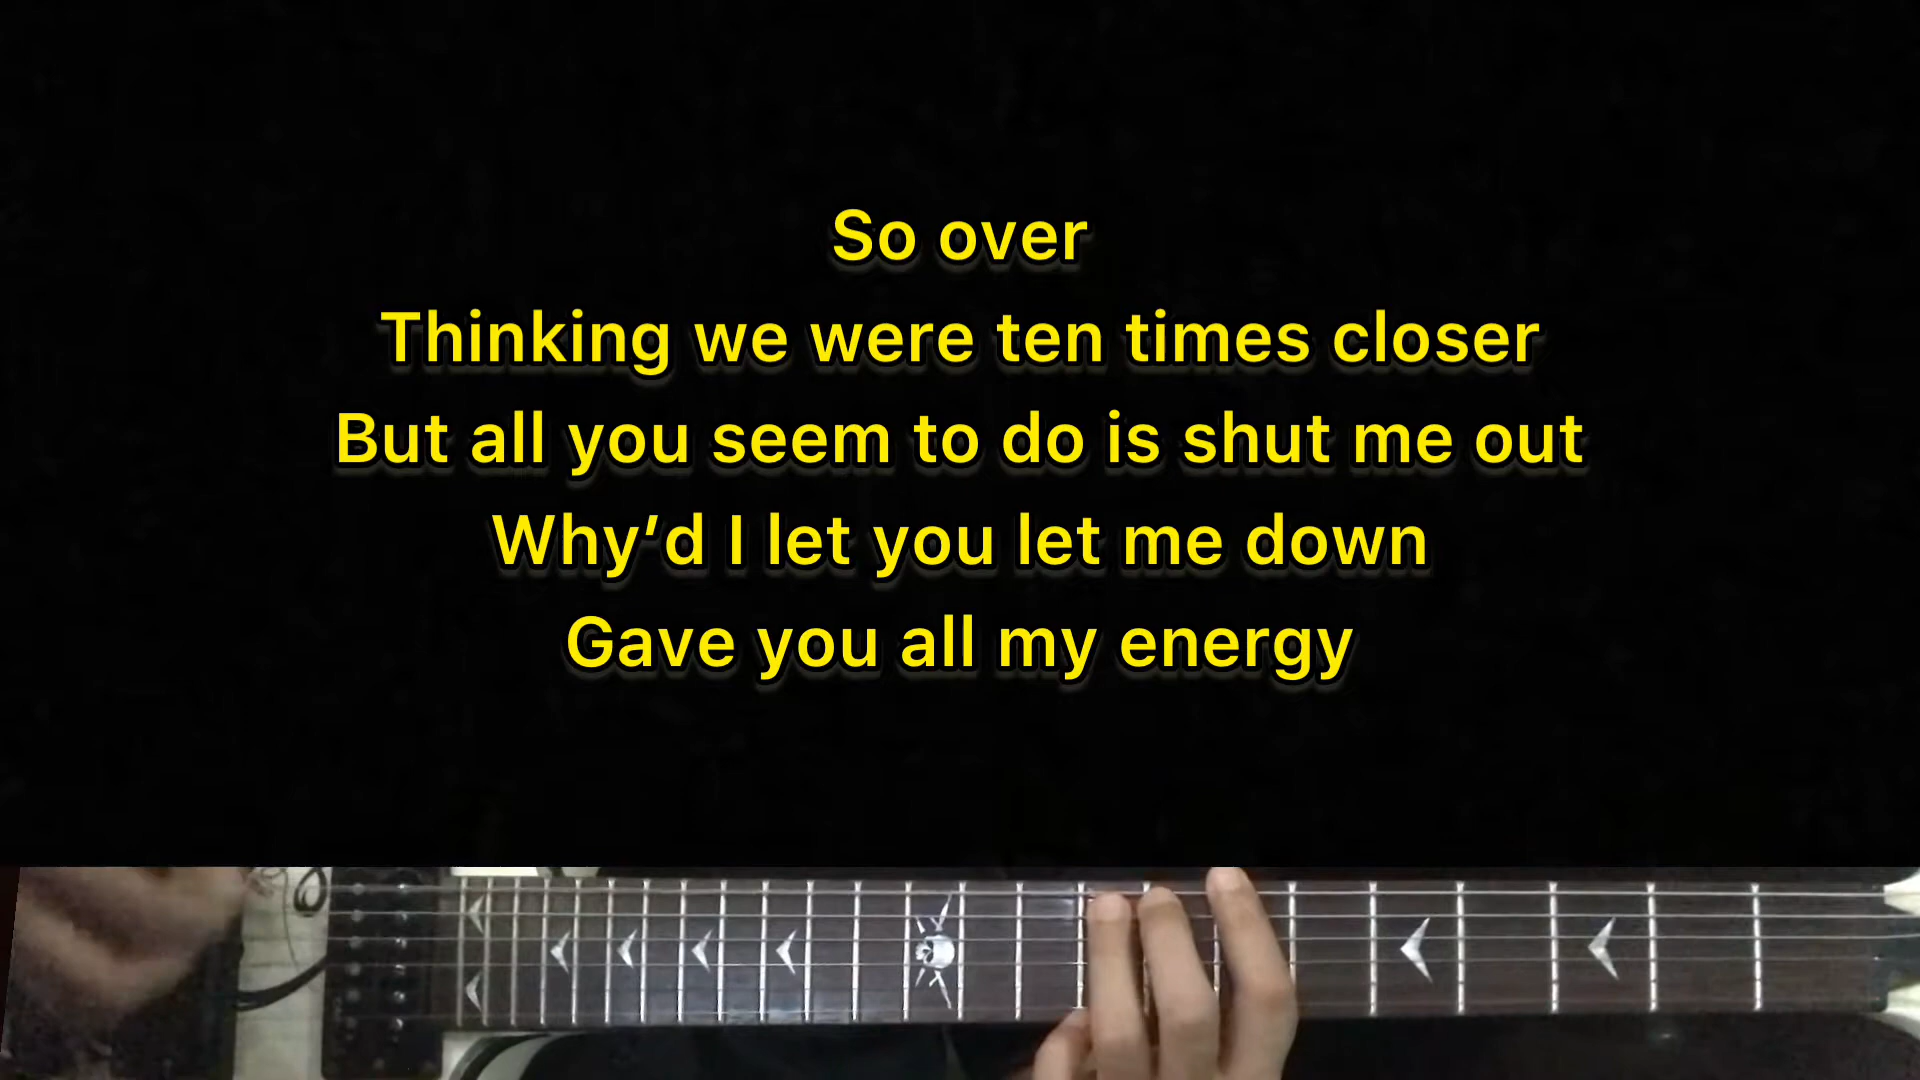 So over
Thinking we were ten times closer
But all you seem to do is shut me out
Why’d I let you let me down
Gave you all my energy